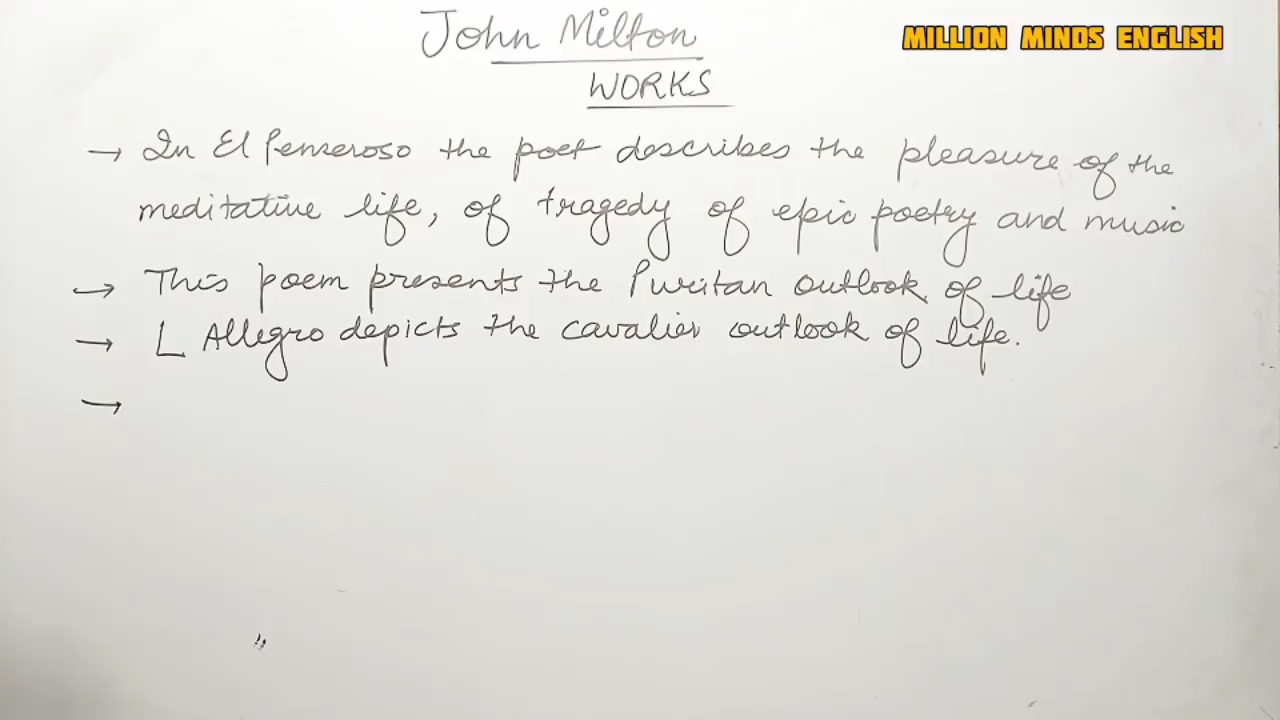 John Milton
MILLION MINDS ENGLISH
WORKS
→ In El Penseroso the poet describes the pleasure of the
meditative life, of tragedy of epic poetry and music
→ This poem presents the Puritan outlook of life
→ L Allegro depicts the cavalier outlook of life.
→